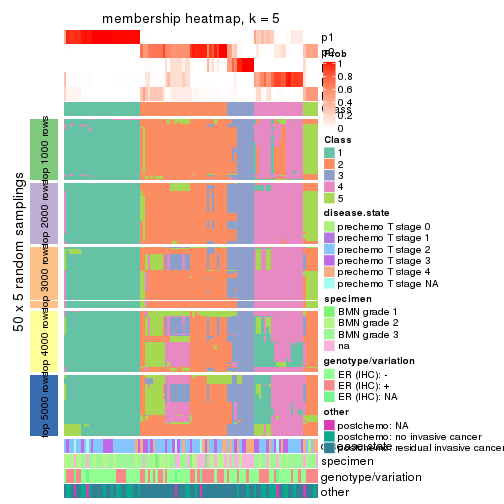 membership heatmap, k = 5
p1
p2
Prob
1
0.8
0.6
0.4
0.2
0
Class
1
2
3
4
5
disease.state
prechemo T stage 0
prechemo T stage 1
prechemo T stage 2
prechemo T stage 3
prechemo T stage 4
prechemo T stage NA
specimen
BMN grade 1
BMN grade 2
BMN grade 3
na
genotype/variation
ER (IHC): -
ER (IHC): +
ER (IHC): NA
other
postchemo: NA
postchemo: no invasive cancer
postchemo: residual invasive cancer
disease.state
specimen
genotype/variation
other
50 x 5 random samplings
top 1000 rows
top 2000 rows
top 3000 rows
top 4000 rows
top 5000 rows